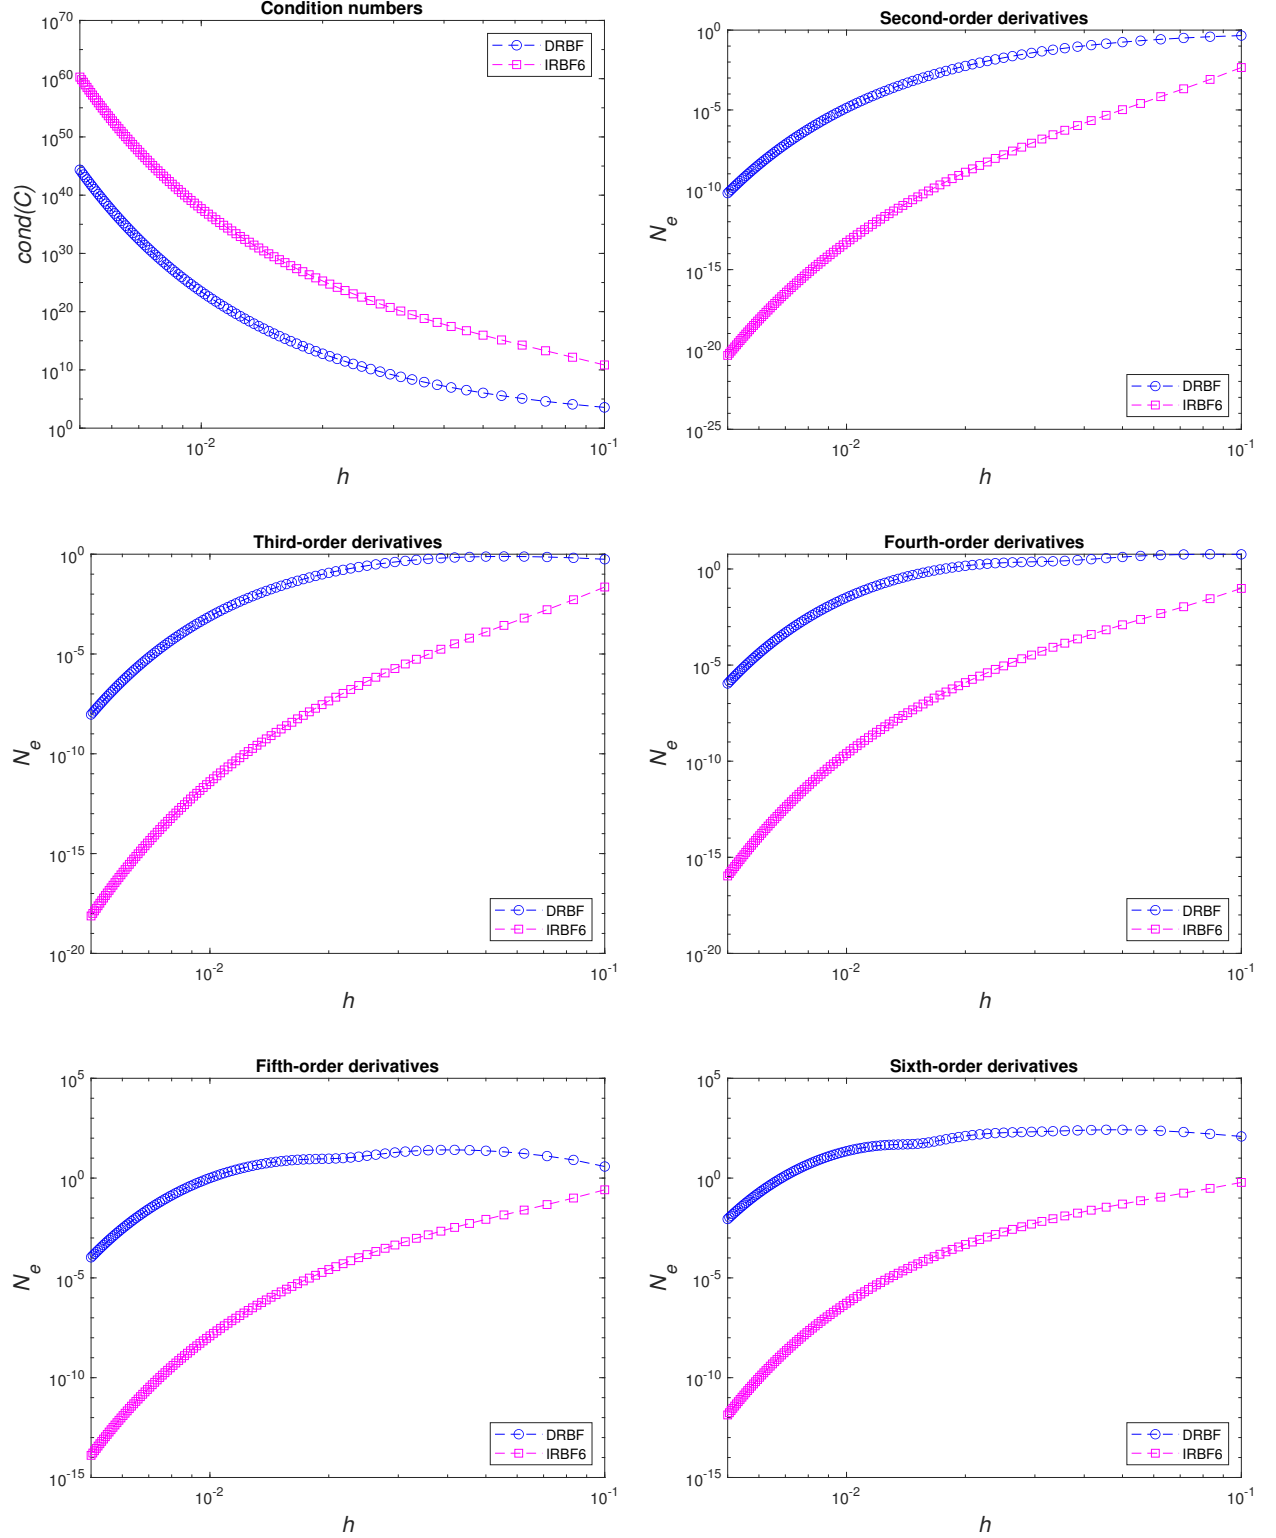 Condition numbers
10^70
10^60
10^50
10^40
10^30
10^20
10^10
10^0
cond(C)
10^-2
10^-1
h
DRBF
IRBF6
Second-order derivatives
10^0
10^-5
10^-10
10^-15
10^-20
10^-25
N_e
10^-2
10^-1
h
DRBF
IRBF6
Third-order derivatives
10^0
10^-5
10^-10
10^-15
10^-20
N_e
10^-2
10^-1
h
DRBF
IRBF6
Fourth-order derivatives
10^0
10^-5
10^-10
10^-15
10^-20
N_e
10^-2
10^-1
h
DRBF
IRBF6
Fifth-order derivatives
10^5
10^0
10^-5
10^-10
10^-15
N_e
10^-2
10^-1
h
DRBF
IRBF6
Sixth-order derivatives
10^5
10^0
10^-5
10^-10
10^-15
N_e
10^-2
10^-1
h
DRBF
IRBF6